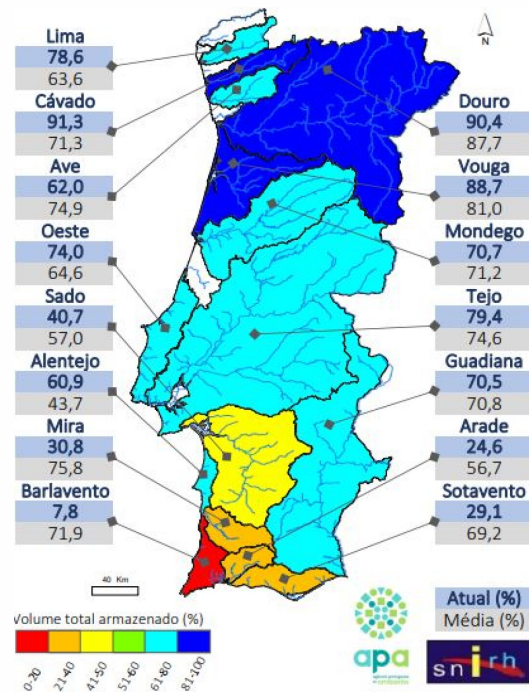 Lima
78,6
63,6
Cávado
91,3
71,3
Ave
62,0
74,9
Oeste
74,0
64,6
Sado
40,7
57,0
Alentejo
60,9
43,7
Mira
30,8
75,8
Barlavento
7,8
71,9
N
Douro
90,4
87,7
Vouga
88,7
81,0
Mondego
70,7
71,2
Tejo
79,4
74,6
Guadiana
70,5
70,8
Arade
24,6
56,7
Sotavento
29,1
69,2
40 Km
Volume total armazenado (%)
0-20
21-40
41-50
51-60
61-80
81-100
Atual (%)
Média (%)
apa
snirh